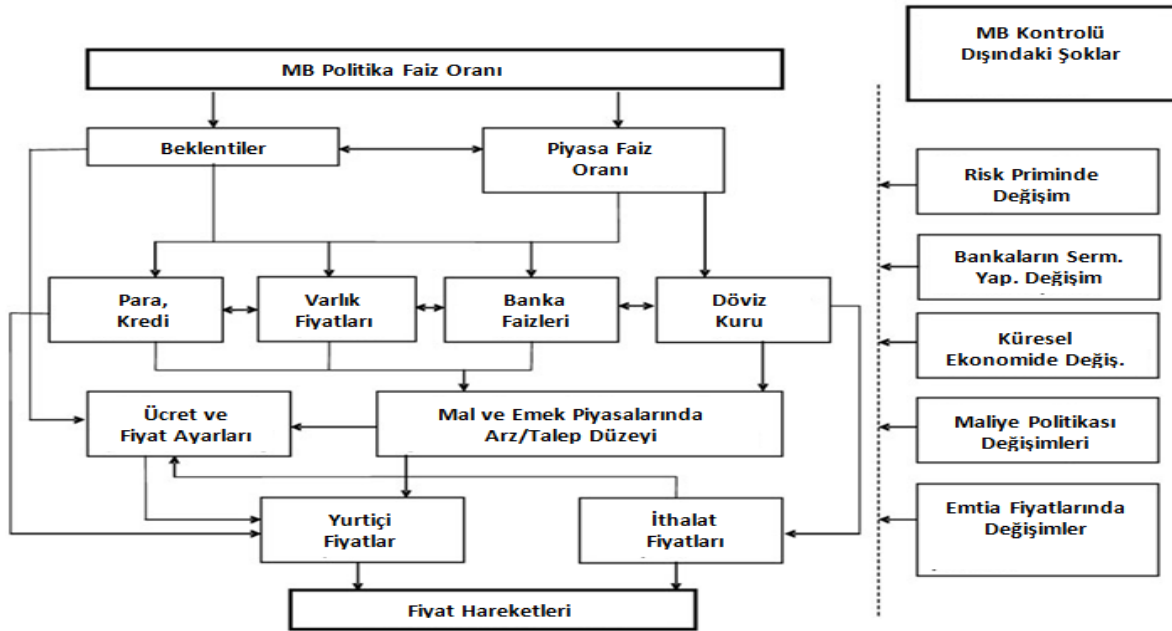 MB Politika Faiz Oranı
MB Kontrolü
Dışındaki Şoklar
Beklentiler
Piyasa Faiz
Oranı
Risk Priminde
Değişim
Para,
Kredi
Varlık
Fiyatları
Banka
Faizleri
Döviz
Kuru
Bankaların Serm.
Yap. Değişim
Küresel
Ekonomide Değiş.
Ücret ve
Fiyat Ayarları
Mal ve Emek Piyasalarında
Arz/Talep Düzeyi
Maliye Politikası
Değişimleri
Yurtiçi
Fiyatlar
İthalat
Fiyatları
Emtia Fiyatlarında
Değişimler
Fiyat Hareketleri